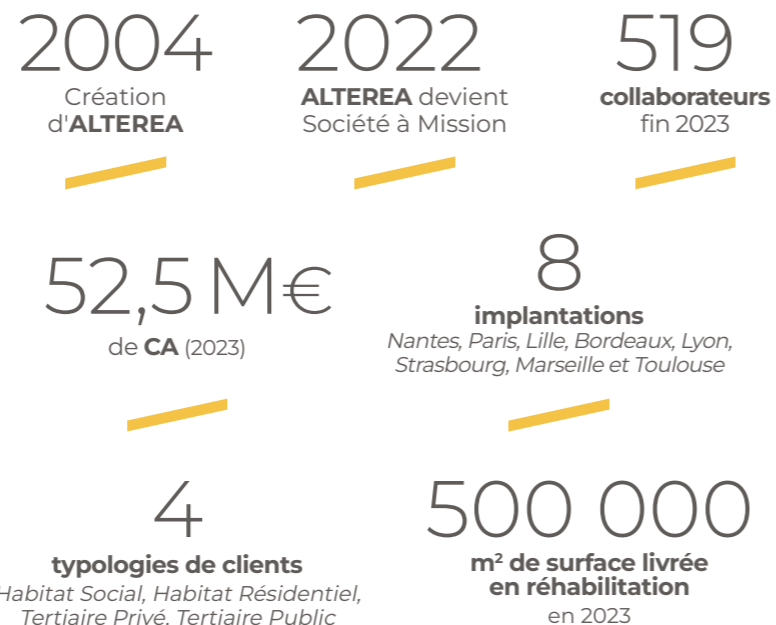 2004
Création
d'ALTEREA
2022
ALTEREA devient
Société à Mission
519
collaborateurs
fin 2023
52,5 M€
de CA (2023)
8
implantations
Nantes, Paris, Lille, Bordeaux, Lyon,
Strasbourg, Marseille et Toulouse
4
typologies de clients
Habitat Social, Habitat Résidentiel,
Tertiaire Privé, Tertiaire Public
500 000
m² de surface livrée
en réhabilitation
en 2023